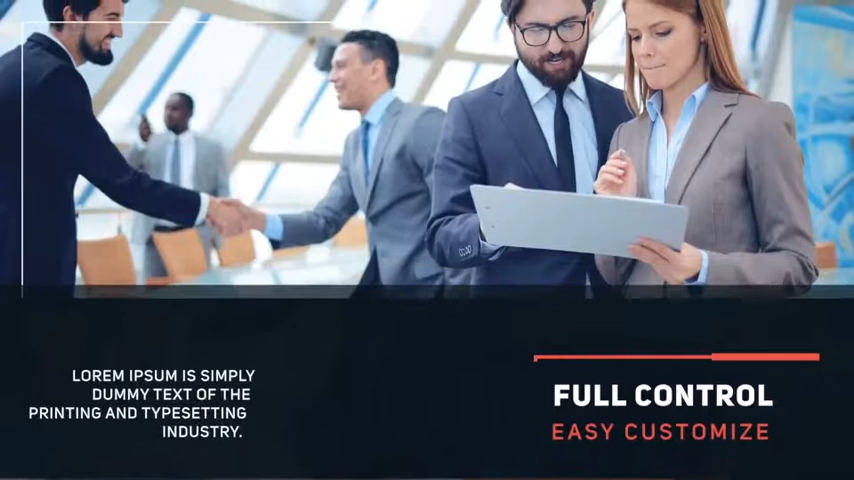 LOREM IPSUM IS SIMPLY
DUMMY TEXT OF THE
PRINTING AND TYPESETTING
INDUSTRY.
FULL CONTROL
EASY CUSTOMIZE